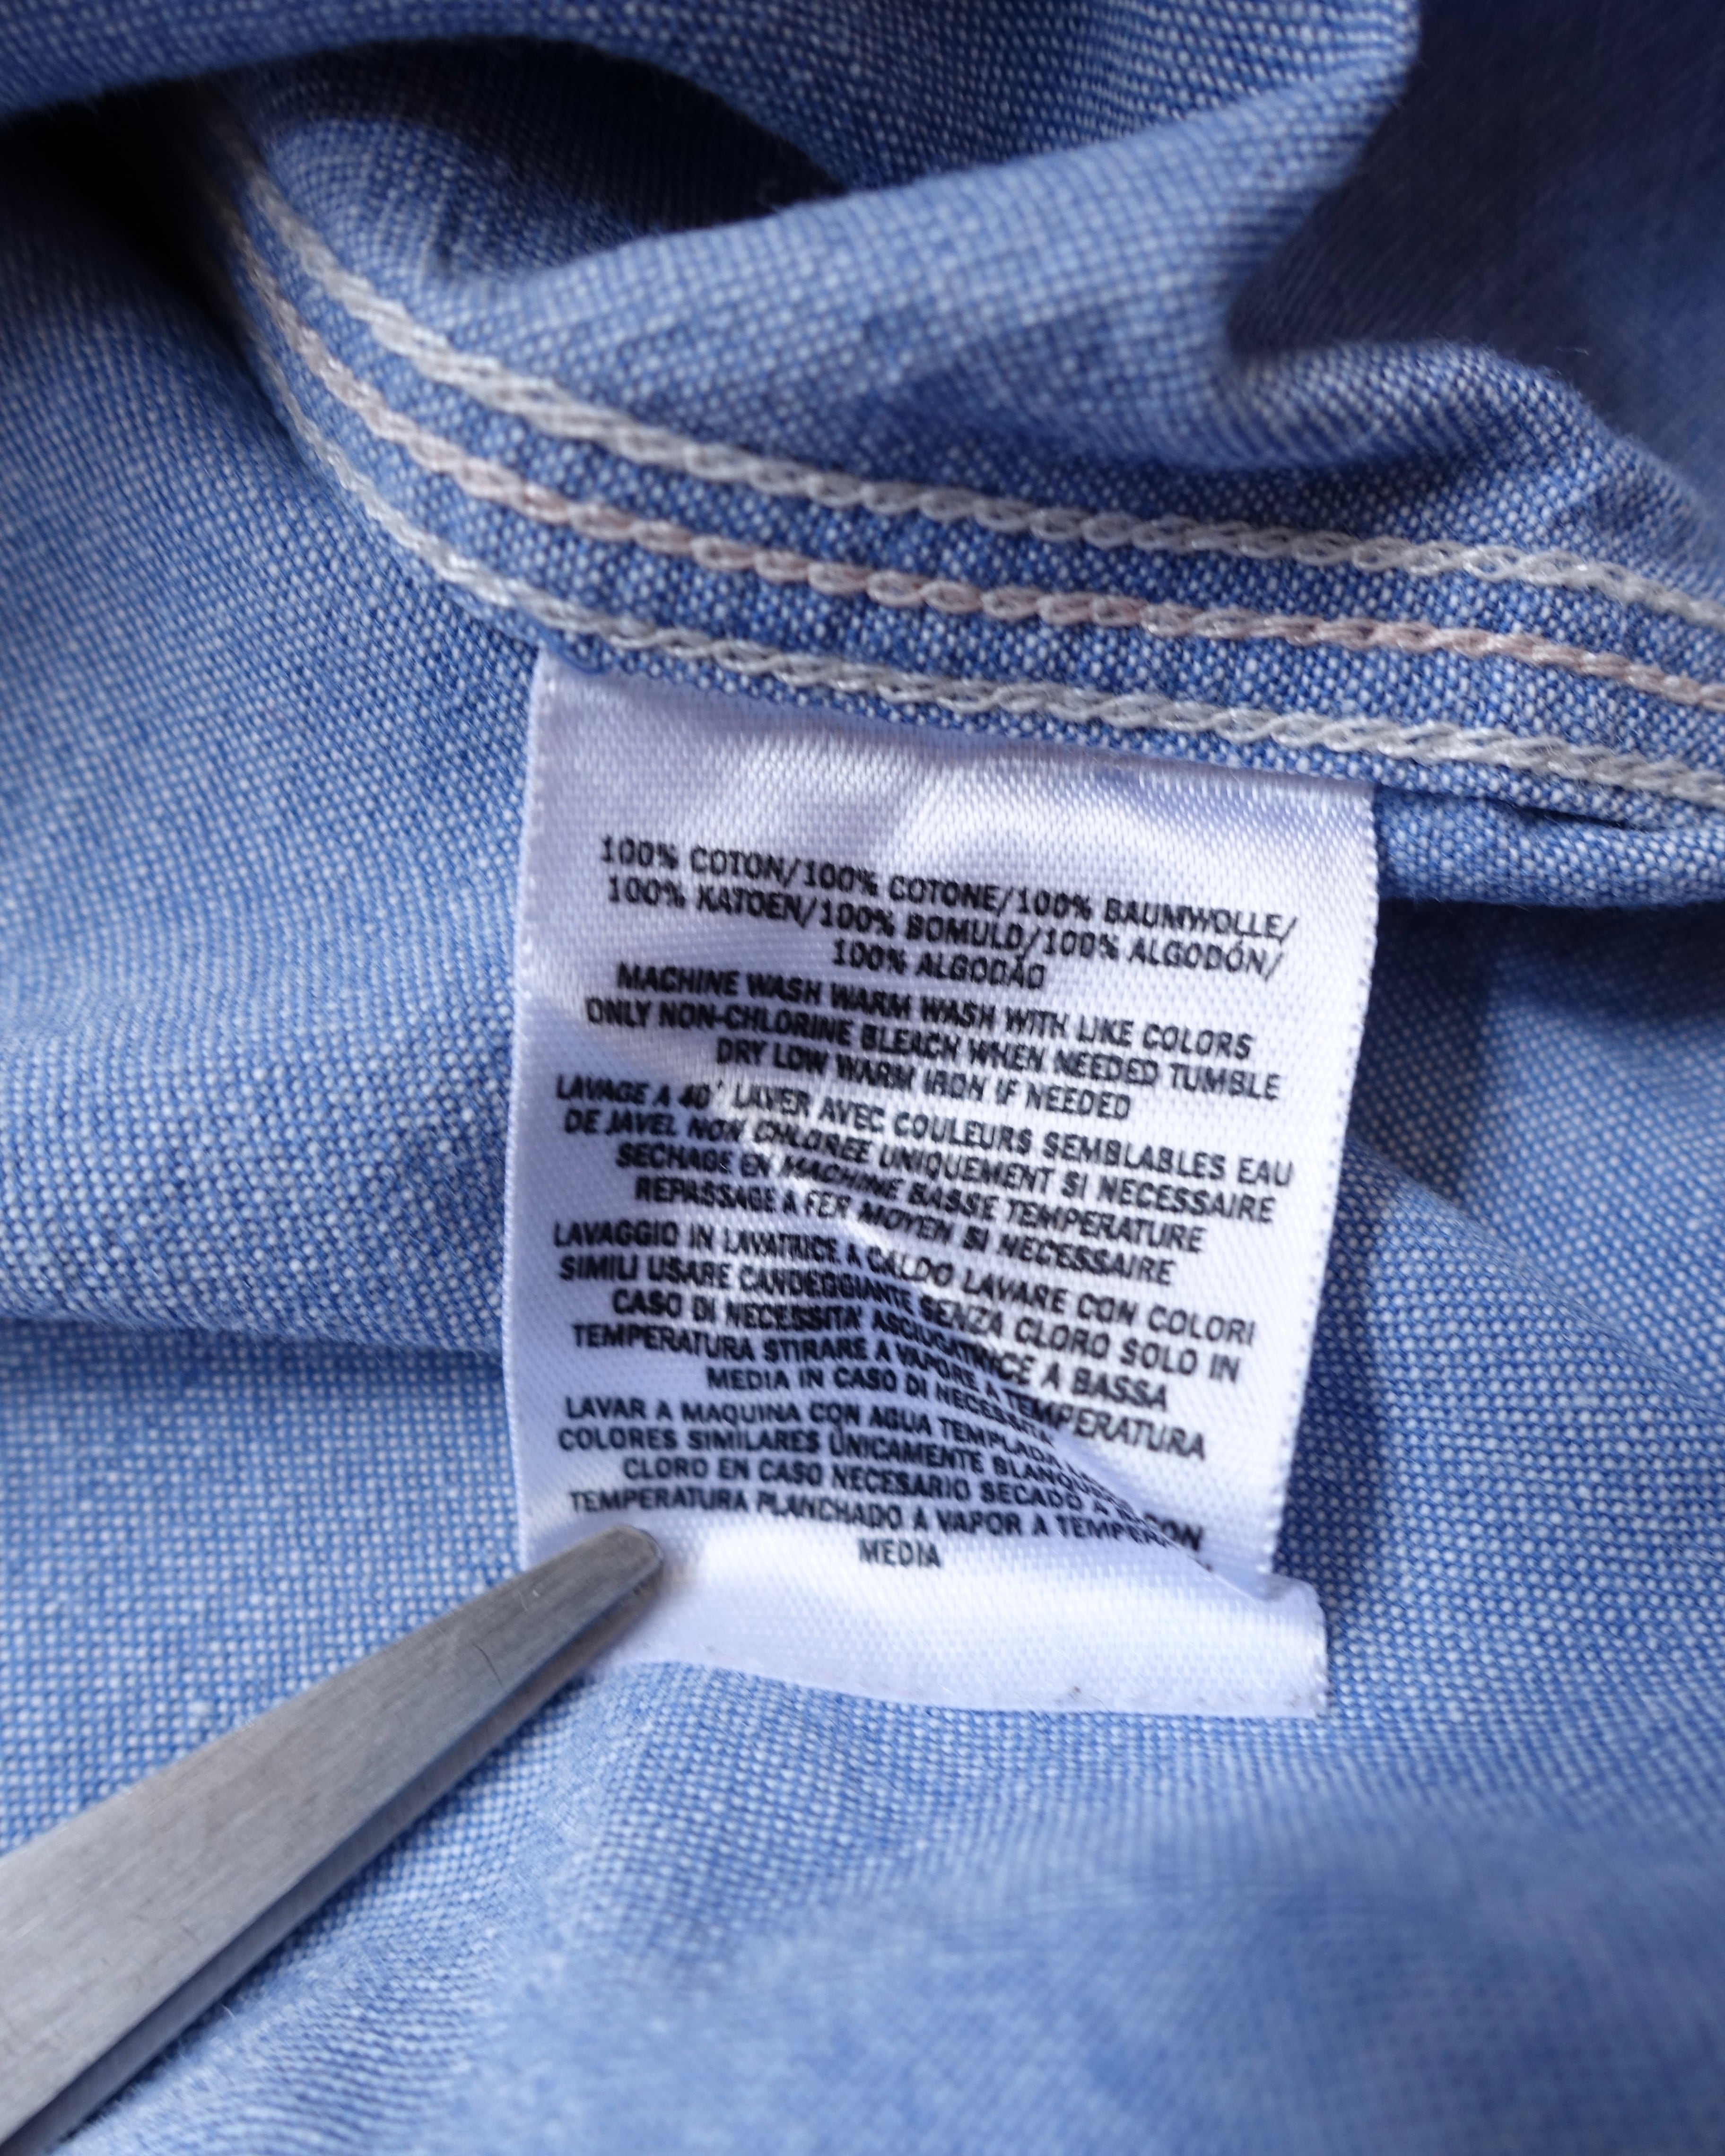 100% COTON/100% COTONE/100% BAUMWOLLE/
100% KATOEN/100% BOMULD/100% ALGODÓN/
100% ALGODÃO
MACHINE WASH WARM WASH WITH LIKE COLORS
ONLY NON-CHLORINE BLEACH WHEN NEEDED TUMBLE
DRY LOW WARM IRON IF NEEDED
LAVAGE A 40° LAVER AVEC COULEURS SEMBLABLES EAU
DE JAVEL NON CHLOREE UNIQUEMENT SI NECESSAIRE
SECHAGE EN MACHINE BASSE TEMPERATURE
REPASSAGE A FER MOYEN SI NECESSAIRE
LAVAGGIO IN LAVATRICE A CALDO LAVARE CON COLORI
SIMILI USARE CANDEGGIANTE SENZA CLORO SOLO IN
CASO DI NECESSITA' ASCIUGATRICE A BASSA
TEMPERATURA STIRARE A VAPORE A TEMPERATURA
MEDIA IN CASO DI NECESSITA'
LAVAR A MAQUINA CON AGUA TEMPLADA CON
COLORES SIMILARES ÚNICAMENTE BLANQUEAR
CLORO EN CASO NECESARIO SECADO A
TEMPERATURA PLANCHADO A VAPOR A
MEDIA